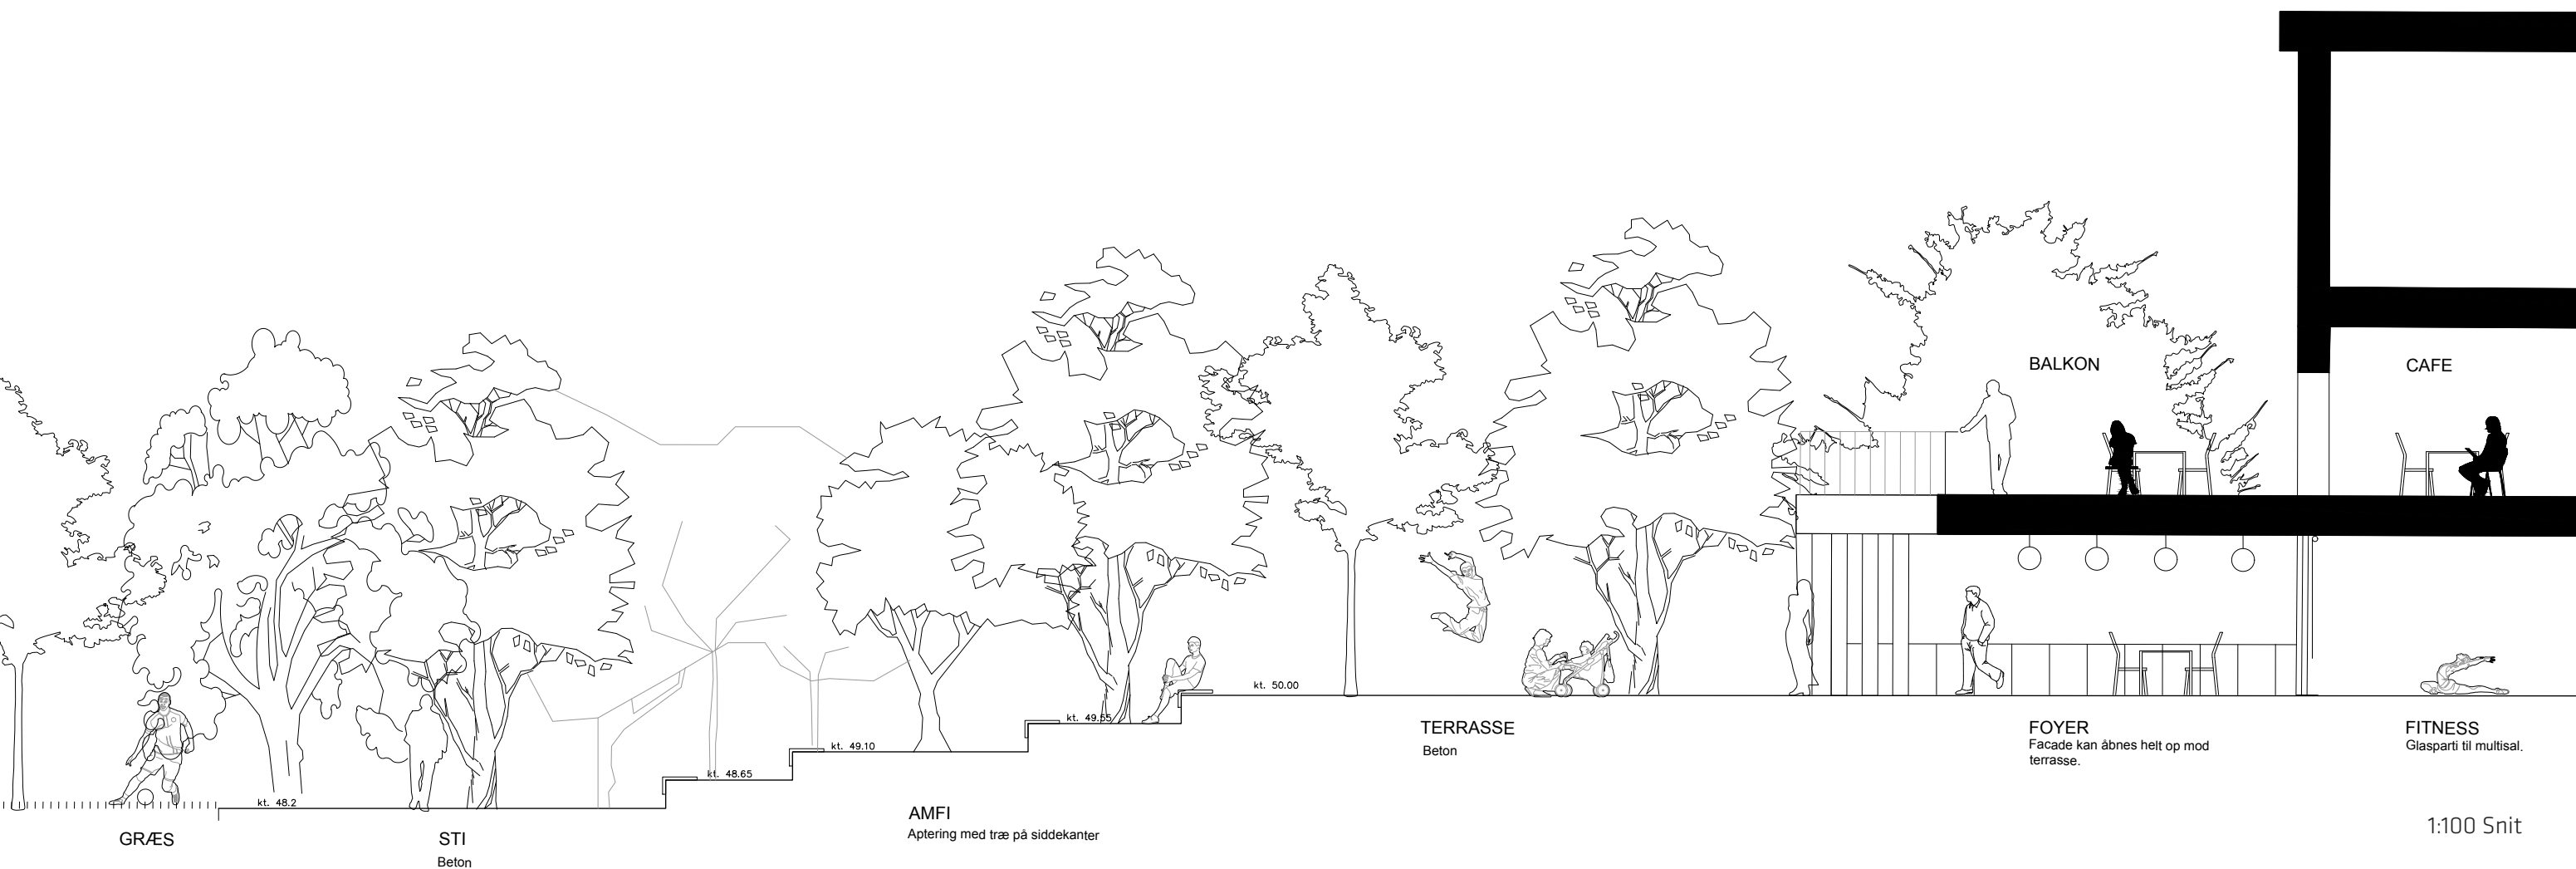 BALKON
CAFE
kt. 50.00
kt. 49.55
kt. 49.10
kt. 48.65
kt. 48.2
TERRASSE
Beton
FOYER
Facade kan åbnes helt op mod
terrasse.
FITNESS
Glasparti til multisal.
AMFI
Aptering med træ på siddekanter
GRÆS
STI
Beton
1:100 Snit